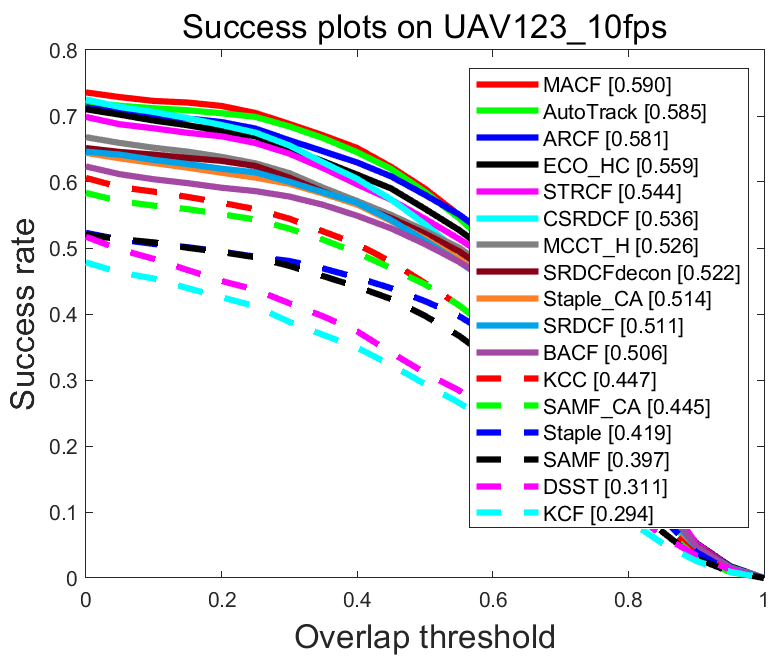 Success plots on UAV123_10fps
Success rate
0.8
0.7
0.6
0.5
0.4
0.3
0.2
0.1
0
MACF [0.590]
AutoTrack [0.585]
ARCF [0.581]
ECO_HC [0.559]
STRCF [0.544]
CSRDCF [0.536]
MCCT_H [0.526]
SRDCFdecon [0.522]
Staple_CA [0.514]
SRDCF [0.511]
BACF [0.506]
KCC [0.447]
SAMF_CA [0.445]
Staple [0.419]
SAMF [0.397]
DSST [0.311]
KCF [0.294]
0 0.2 0.4 0.6 0.8 1
Overlap threshold